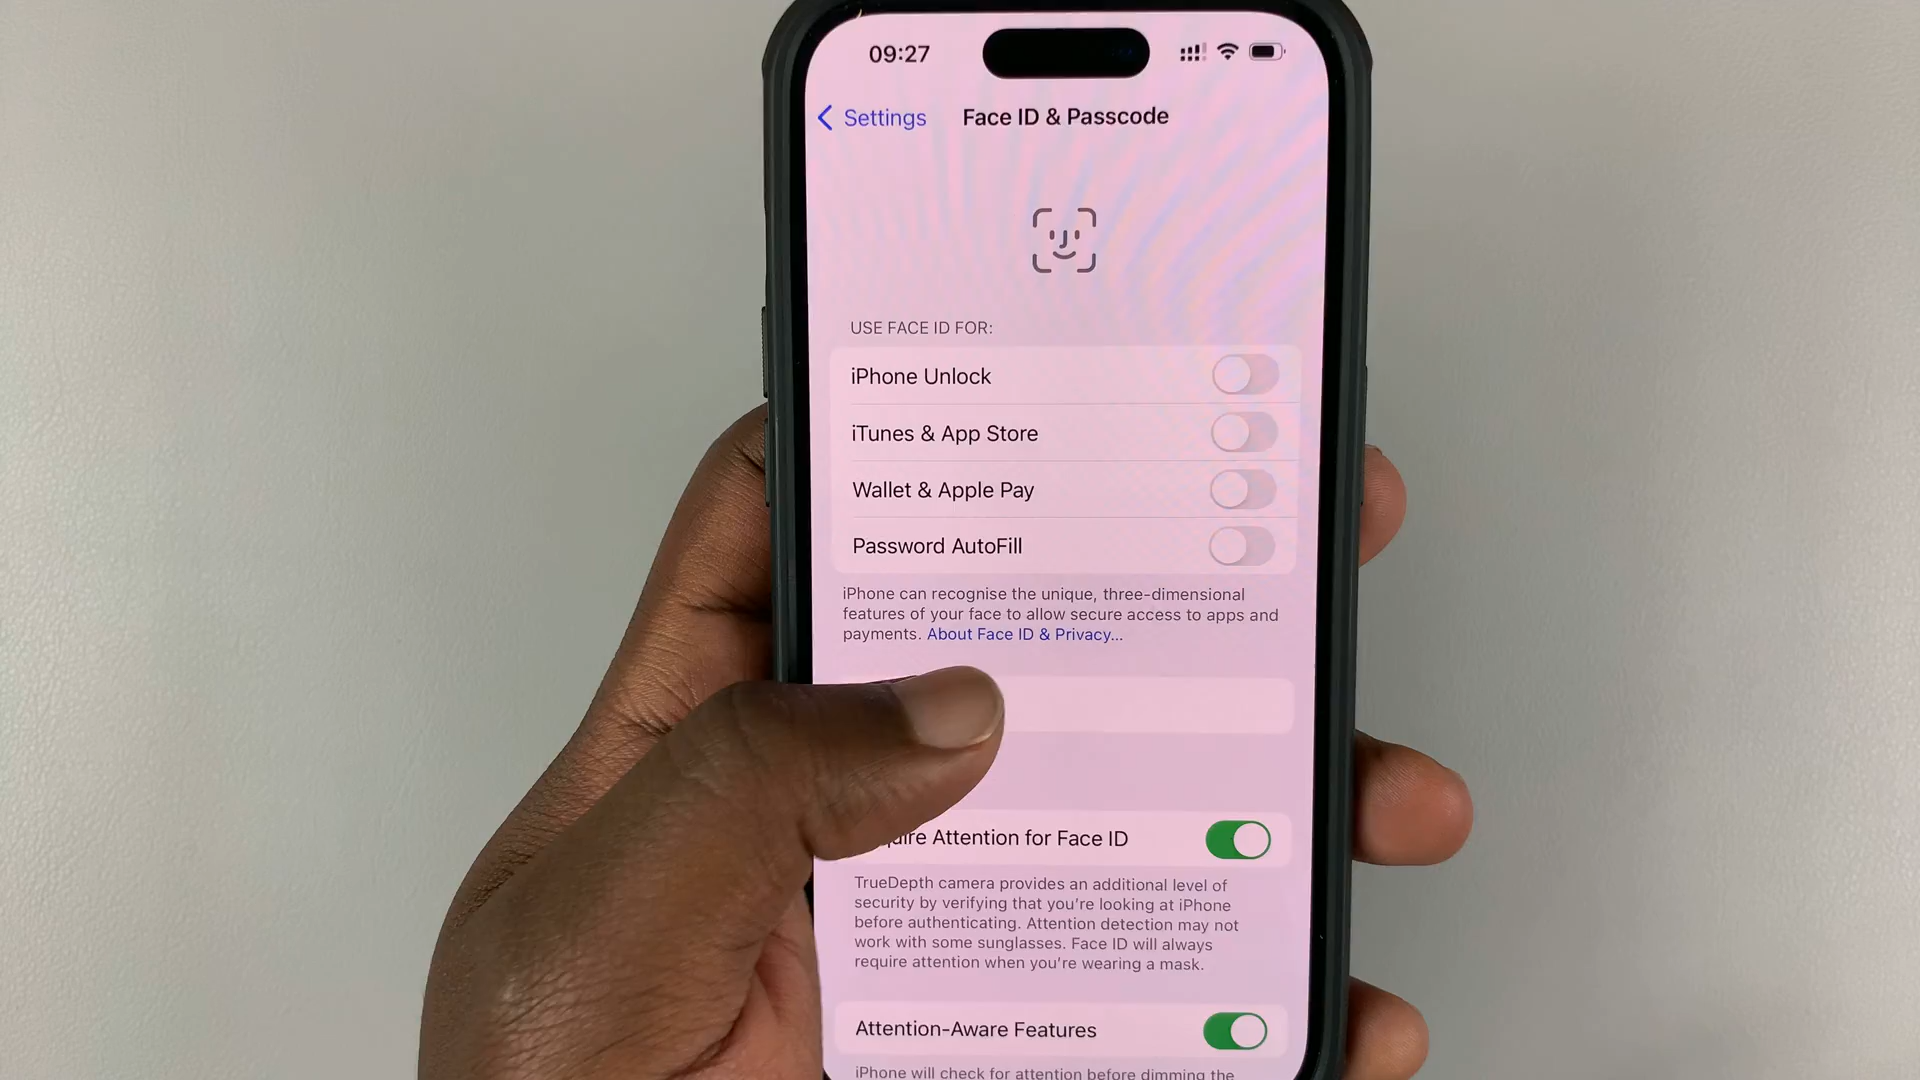 09:27
Settings
Face ID & Passcode
USE FACE ID FOR:
iPhone Unlock
iTunes & App Store
Wallet & Apple Pay
Password AutoFill
iPhone can recognise the unique, three-dimensional
features of your face to allow secure access to apps and
payments. About Face ID & Privacy...
Attention for Face ID
TrueDepth camera provides an additional level of
security by verifying that you're looking at iPhone
before authenticating. Attention detection may not
work with some sunglasses. Face ID will always
require attention when you're wearing a mask.
Attention-Aware Features
iPhone will check for attention before dimming the